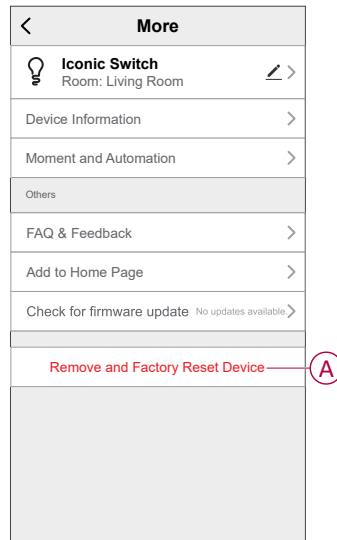 More
Iconic Switch
Room: Living Room
Device Information
Moment and Automation
Others
FAQ & Feedback
Add to Home Page
Check for firmware update No updates available.
Remove and Factory Reset Device
A